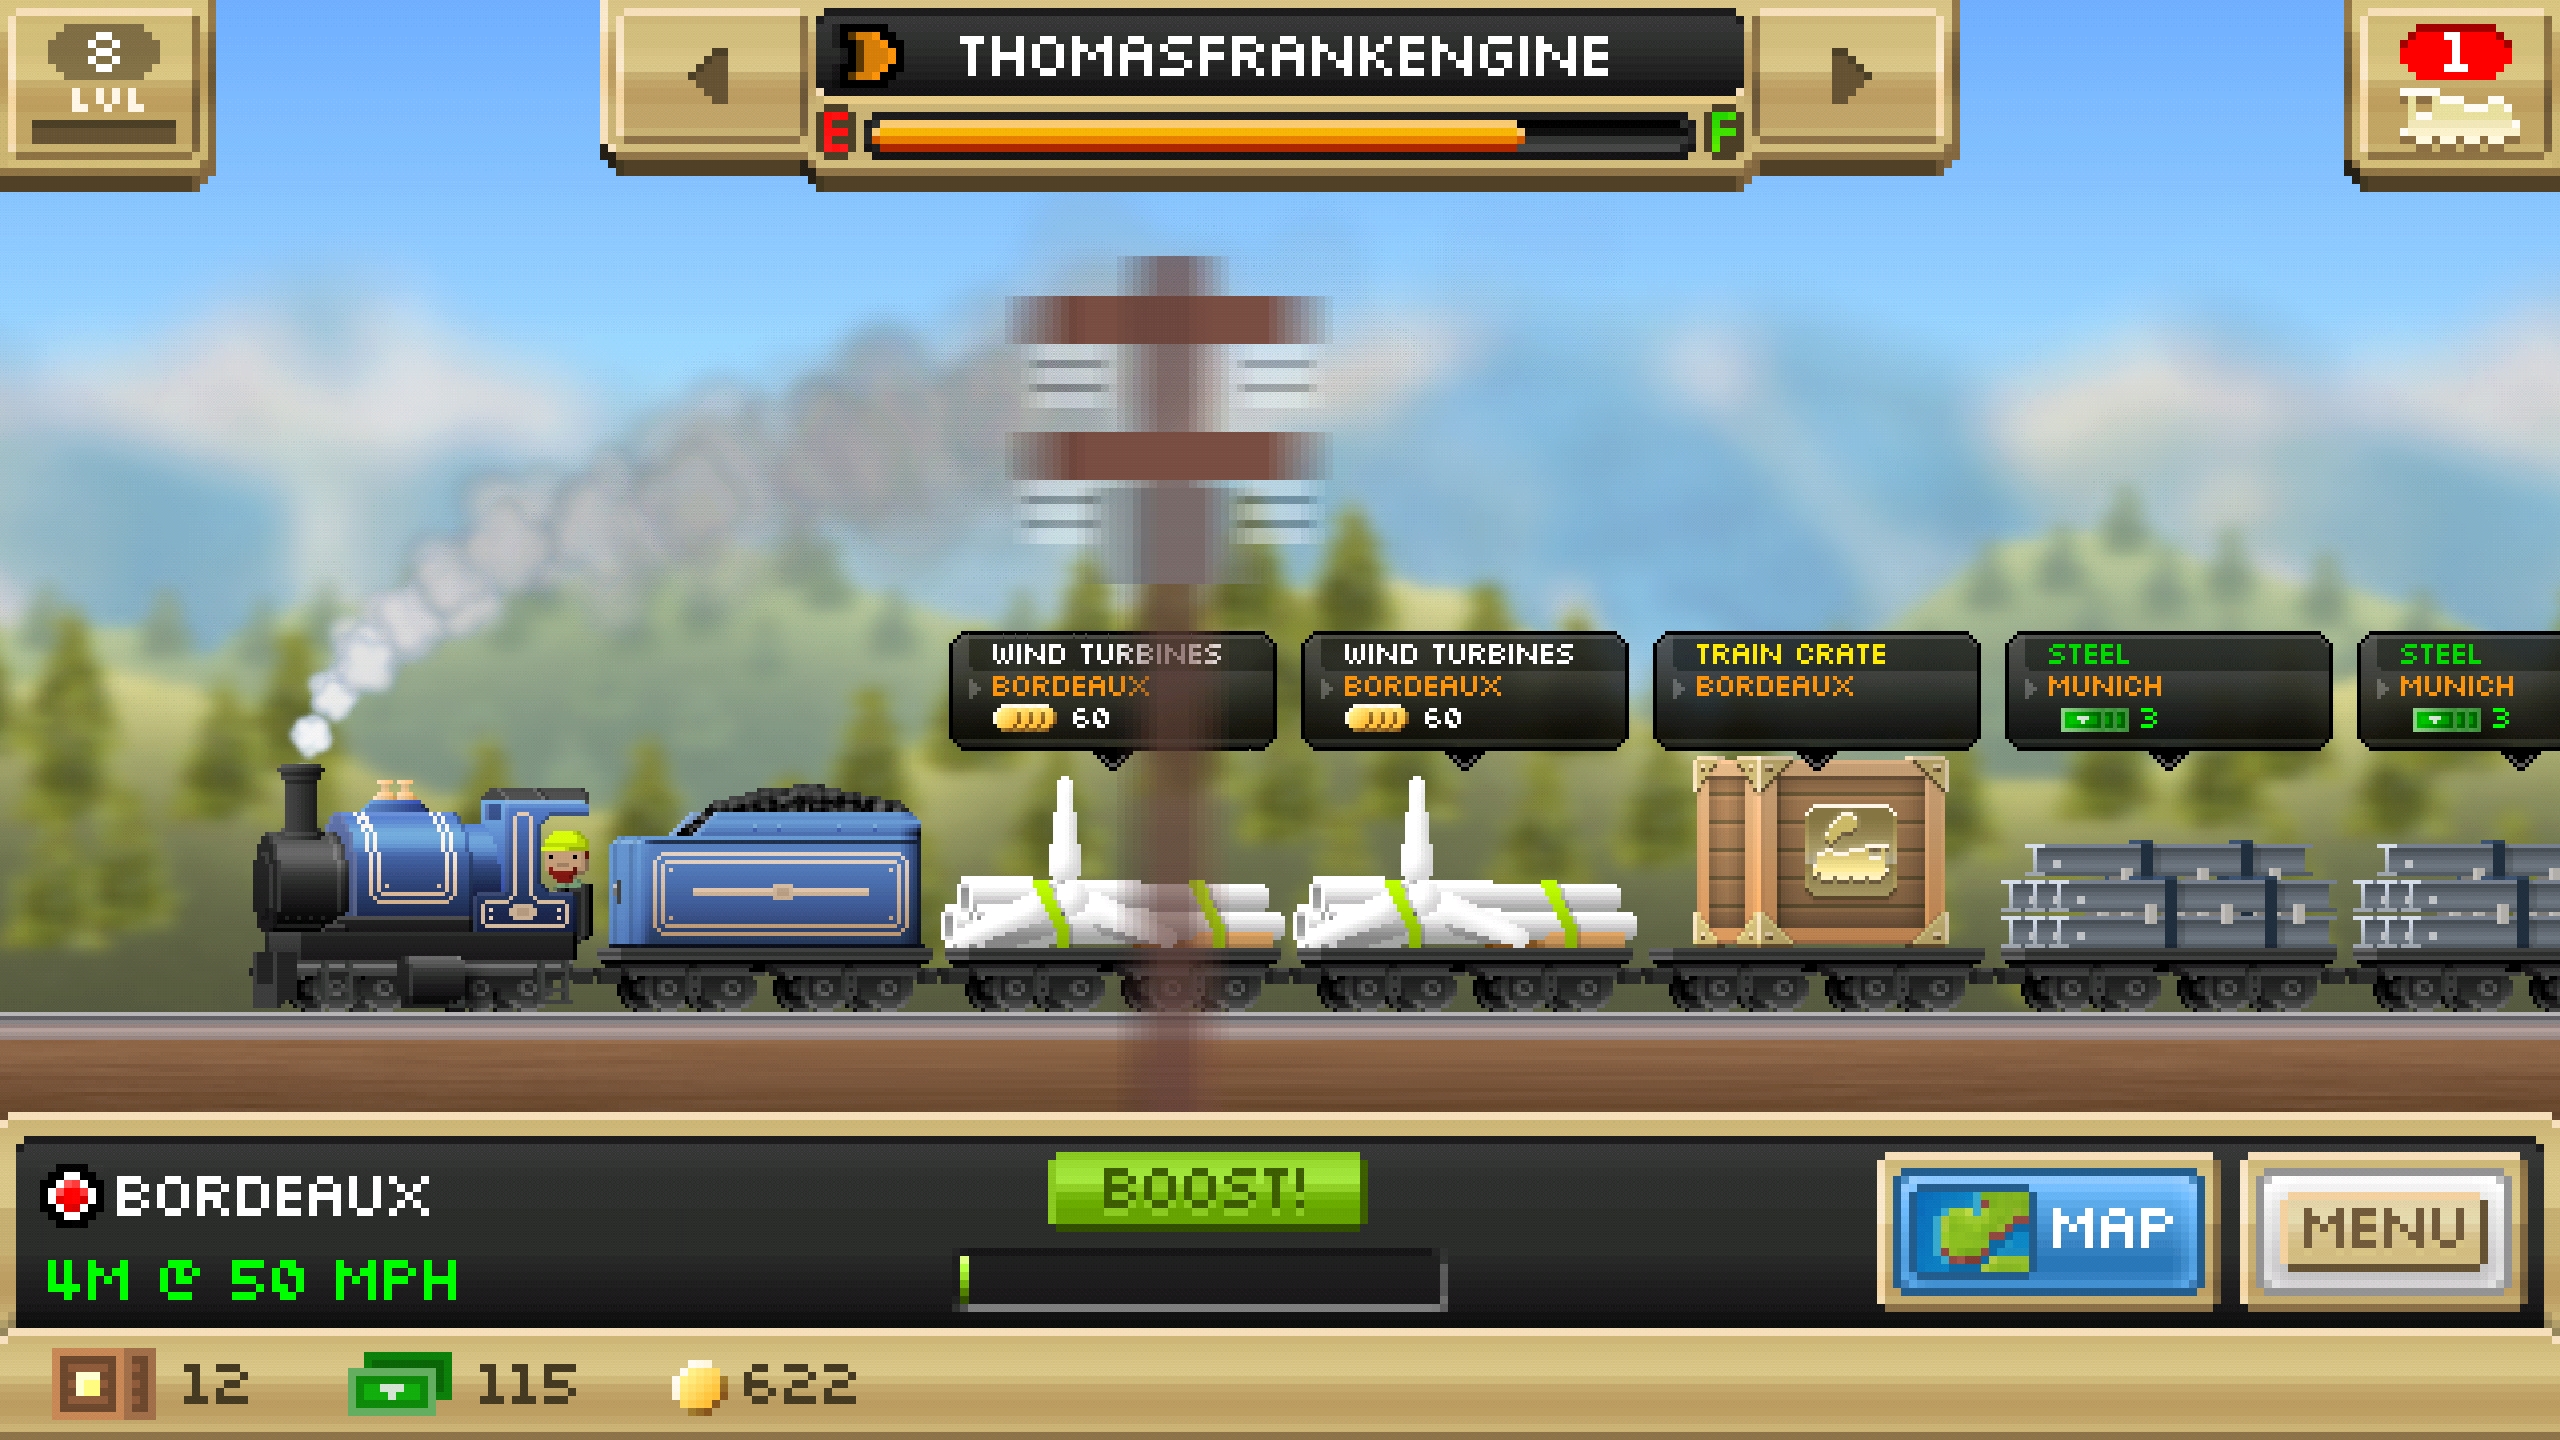 8
LVL
THOMASFRANKENGINE
E
F
1
WIND TURBINES
BORDEAUX
60
WIND TURBINES
BORDEAUX
60
TRAIN CRATE
BORDEAUX
STEEL
MUNICH
3
STEEL
MUNICH
3
BORDEAUX
4M @ 50 MPH
BOOST!
MAP
MENU
12
115
622